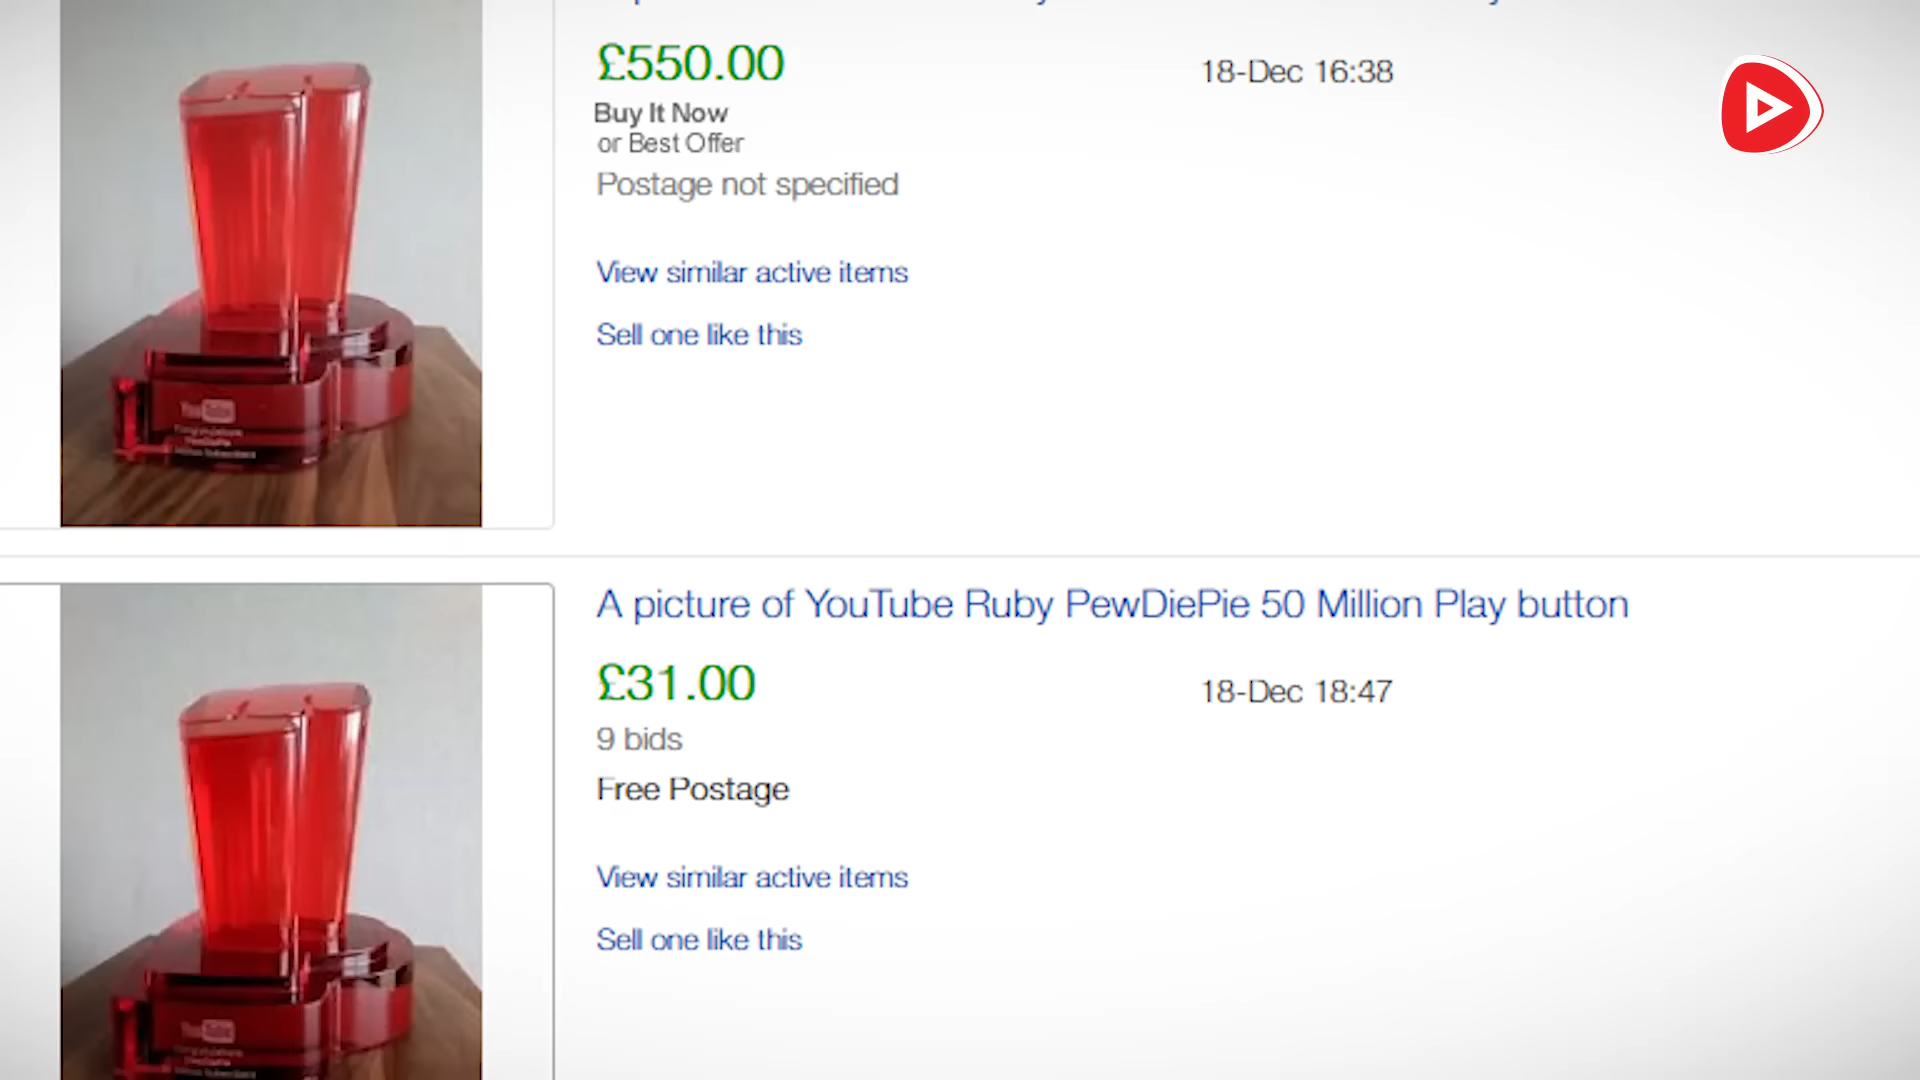 £550.00
18-Dec 16:38
Buy It Now
or Best Offer
Postage not specified
View similar active items
Sell one like this
YouTube
A picture of YouTube Ruby PewDiePie 50 Million Play button
£31.00
18-Dec 18:47
9 bids
Free Postage
View similar active items
Sell one like this
YouTube